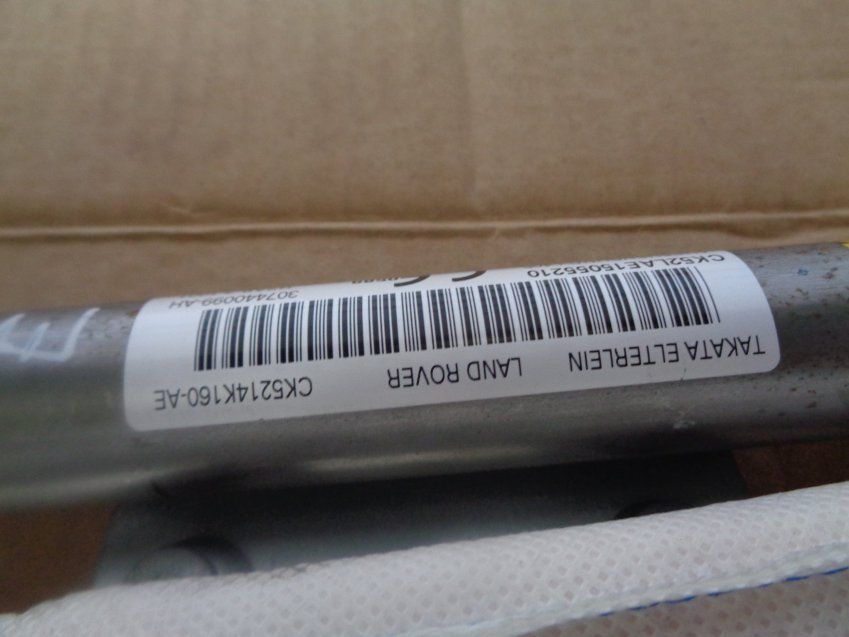 TAKATA ELTERLEIN LAND ROVER CK5214K160-AE
CK52LAE15055210 307440099-AH